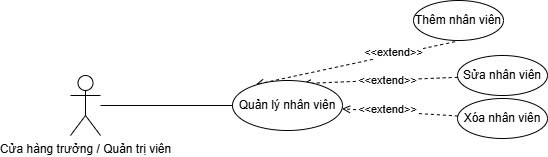 Thêm nhân viên
<<extend>>
<<extend>>
Sửa nhân viên
Quản lý nhân viên
<<extend>>
Xóa nhân viên
Cửa hàng trưởng / Quản trị viên